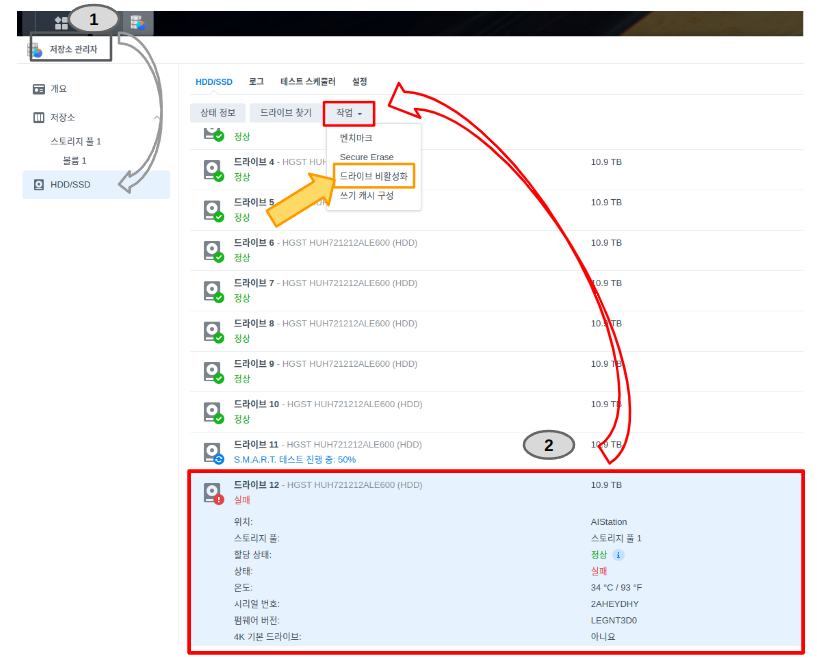 1
저장소 관리자
개요
저장소
스토리지 풀 1
볼륨 1
HDD/SSD
HDD/SSD 로그 테스트 스케줄러 설정
상태 정보 드라이브 찾기 작업
벤치마크
Secure Erase
드라이브 비활성화
쓰기 캐시 구성
정상
드라이브 4 - HGST HUH 10.9 TB
정상
드라이브 5 10.9 TB
드라이브 6 - HGST HUH721212ALE600 (HDD) 10.9 TB
정상
드라이브 7 - HGST HUH721212ALE600 (HDD) 10.9 TB
정상
드라이브 8 - HGST HUH721212ALE600 (HDD) 10.9 TB
정상
드라이브 9 - HGST HUH721212ALE600 (HDD) 10.9 TB
정상
드라이브 10 - HGST HUH721212ALE600 (HDD) 10.9 TB
정상
드라이브 11 - HGST HUH721212ALE600 (HDD) 10.9 TB
S.M.A.R.T. 테스트 진행 중: 50%
2
드라이브 12 - HGST HUH721212ALE600 (HDD) 10.9 TB
실패
위치: AIStation
스토리지 풀: 스토리지 풀 1
할당 상태: 정상
상태: 실패
온도: 34 °C / 93 °F
시리얼 번호: 2AHEYDHY
펌웨어 버전: LEGNT3D0
4K 기본 드라이브: 아니요